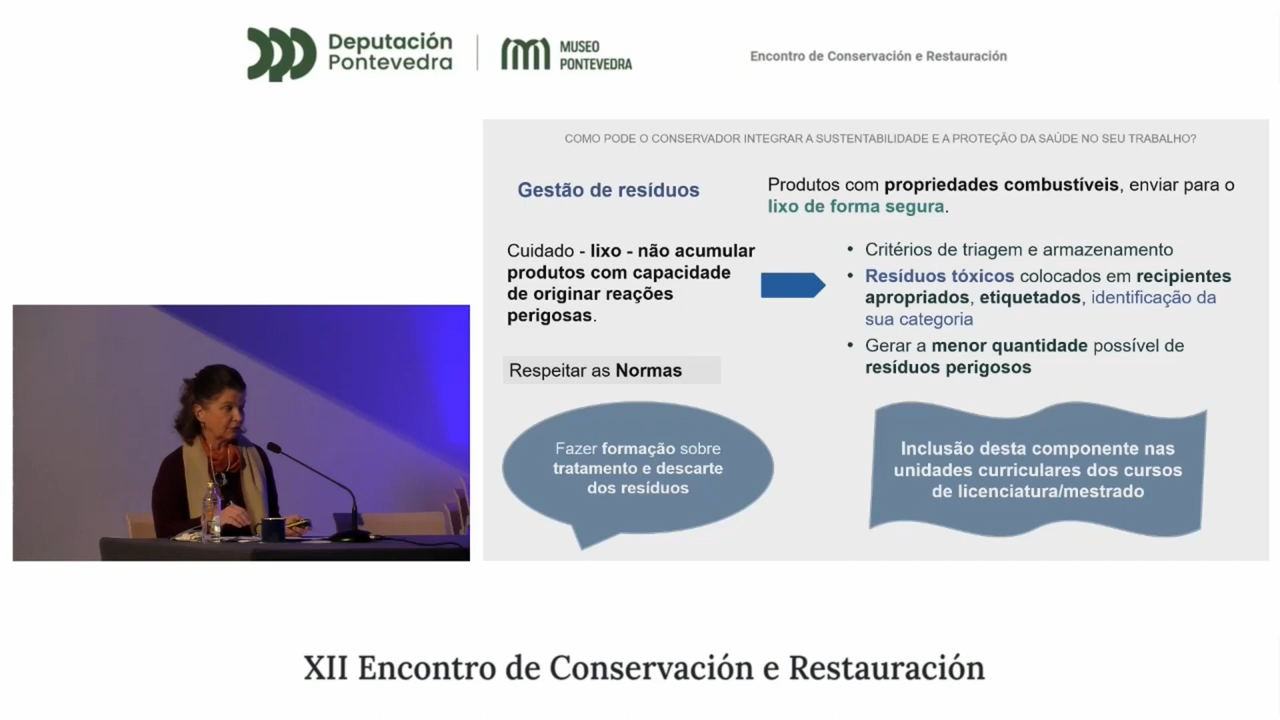 Deputación
Pontevedra
MUSEO
PONTEVEDRA
Encontro de Conservación e Restauración
COMO PODE O CONSERVADOR INTEGRAR A SUSTENTABILIDADE E A PROTEÇÃO DA SAÚDE NO SEU TRABALHO?
Gestão de resíduos
Cuidado - lixo - não acumular
produtos com capacidade
de originar reações
perigosas.
Respeitar as Normas
Fazer formação sobre
tratamento e descarte
dos resíduos
Produtos com propriedades combustíveis, enviar para o
lixo de forma segura.
• Critérios de triagem e armazenamento
• Resíduos tóxicos colocados em recipientes
apropriados, etiquetados, identificação da
sua categoria
• Gerar a menor quantidade possível de
resíduos perigosos
Inclusão desta componente nas
unidades curriculares dos cursos
de licenciatura/mestrado
XII Encontro de Conservación e Restauración